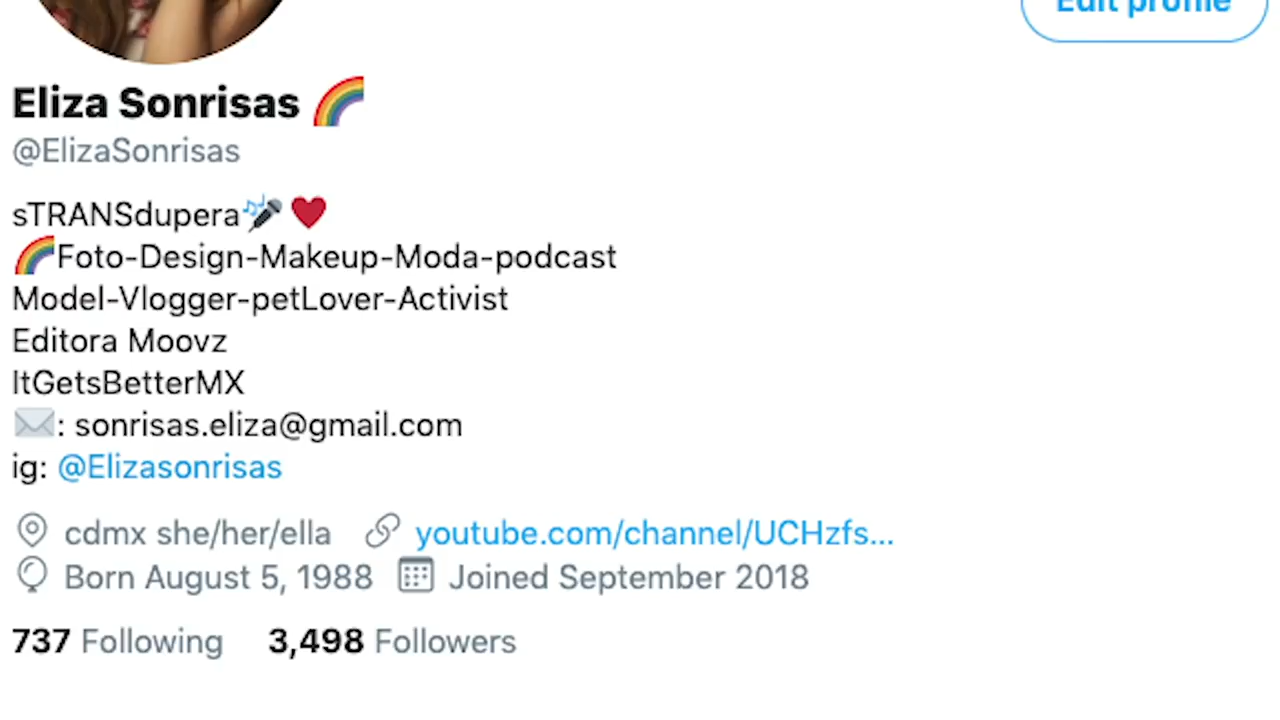 Edit profile
Eliza Sonrisas 🌈
@ElizaSonrisas
sTRANSdupera🎤❤️
🌈Foto-Design-Makeup-Moda-podcast
Model-Vlogger-petLover-Activist
Editora Moovz
ItGetsBetterMX
✉️: sonrisas.eliza@gmail.com
ig: @Elizasonrisas
cdmx she/her/ella youtube.com/channel/UCHzfs...
Born August 5, 1988 Joined September 2018
737 Following 3,498 Followers